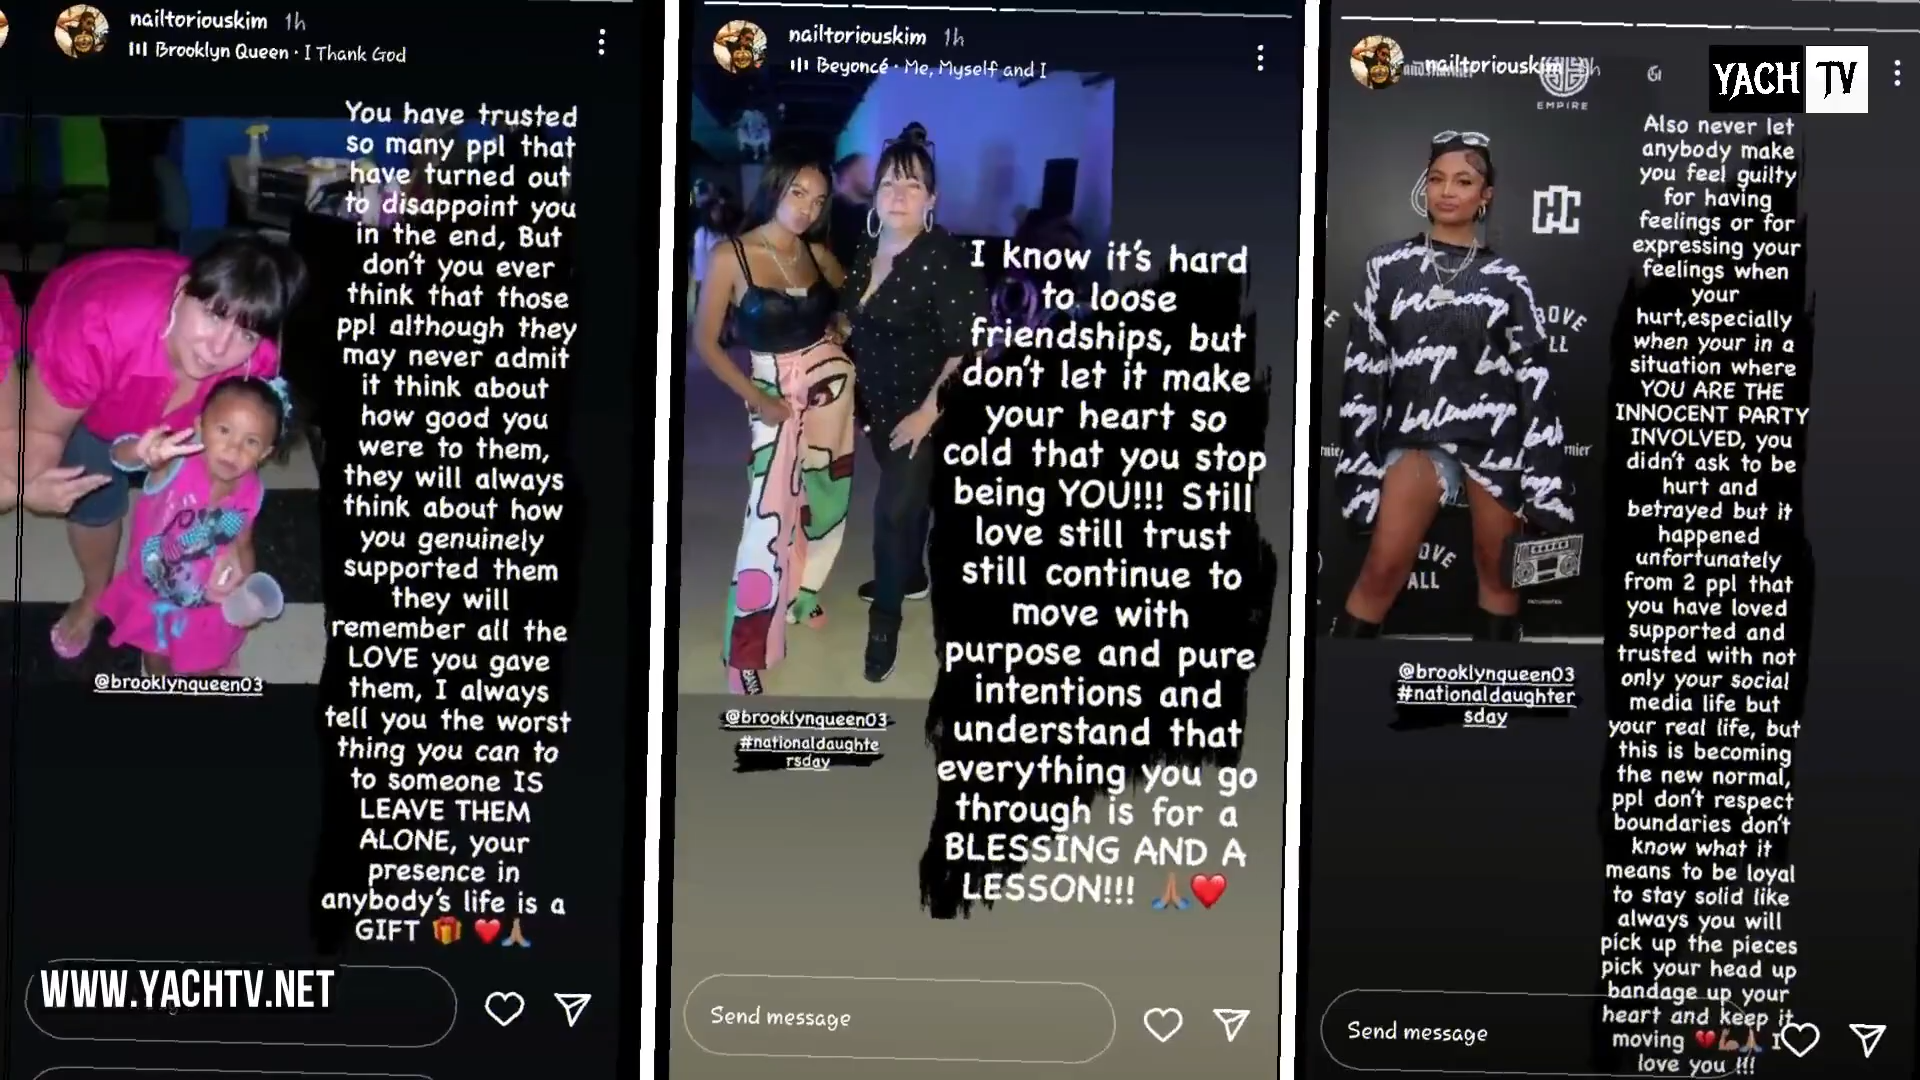 nailtoriouskim 1h
Brooklyn Queen · I Thank God
You have trusted
so many ppl that
have turned out
to disappoint you
in the end, But
don't you ever
think that those
ppl although they
may never admit
it think about
how good you
were to them,
they will always
think about how
you genuinely
supported them
they will
remember all the
LOVE you gave
them, I always
tell you the worst
thing you can to
to someone IS
LEAVE THEM
ALONE, your
presence in
anybody's life is a
GIFT 🎁 ❤️🙏🏽
@brooklynqueen03
WWW.YACHTV.NET
nailtoriouskim 1h
Beyoncé · Me, Myself and I
I know it's hard
to loose
friendships, but
don't let it make
your heart so
cold that you stop
being YOU!!! Still
love still trust
still continue to
move with
purpose and pure
intentions and
understand that
everything you go
through is for a
BLESSING AND A
LESSON!!! 🙏🏽❤️
@brooklynqueen03
#nationaldaughte
rsday
Send message
nailtoriouskim
YACH TV
EMPIRE
Also never let
anybody make
you feel guilty
for having
feelings or for
expressing your
feelings when
your
hurt,especially
when your in a
situation where
YOU ARE THE
INNOCENT PARTY
INVOLVED, you
didn't ask to be
hurt and
betrayed but it
happened
unfortunately
from 2 ppl that
you have loved
supported and
trusted with not
only your social
media life but
your real life, but
this is becoming
the new normal,
ppl don't respect
boundaries don't
know what it
means to be loyal
to stay solid like
always you will
pick up the pieces
pick your head up
bandage up your
heart and keep it
moving 💔💪🏽🙏🏽 I
love you !!!
@brooklynqueen03
#nationaldaughter
sday
Send message